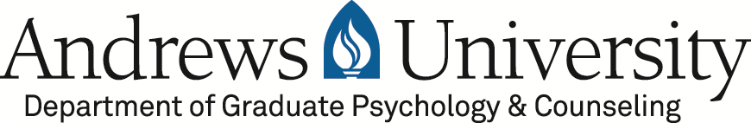 Andrews University
Department of Graduate Psychology & Counseling